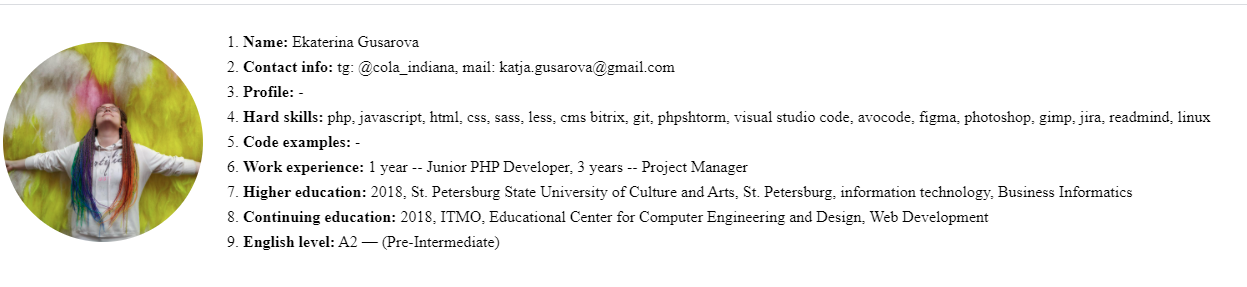 1. Name: Ekaterina Gusarova
2. Contact info: tg: @cola_indiana, mail: katja.gusarova@gmail.com
3. Profile: -
4. Hard skills: php, javascript, html, css, sass, less, cms bitrix, git, phpshtorm, visual studio code, avocode, figma, photoshop, gimp, jira, readmind, linux
5. Code examples: -
6. Work experience: 1 year -- Junior PHP Developer, 3 years -- Project Manager
7. Higher education: 2018, St. Petersburg State University of Culture and Arts, St. Petersburg, information technology, Business Informatics
8. Continuing education: 2018, ITMO, Educational Center for Computer Engineering and Design, Web Development
9. English level: A2 — (Pre-Intermediate)